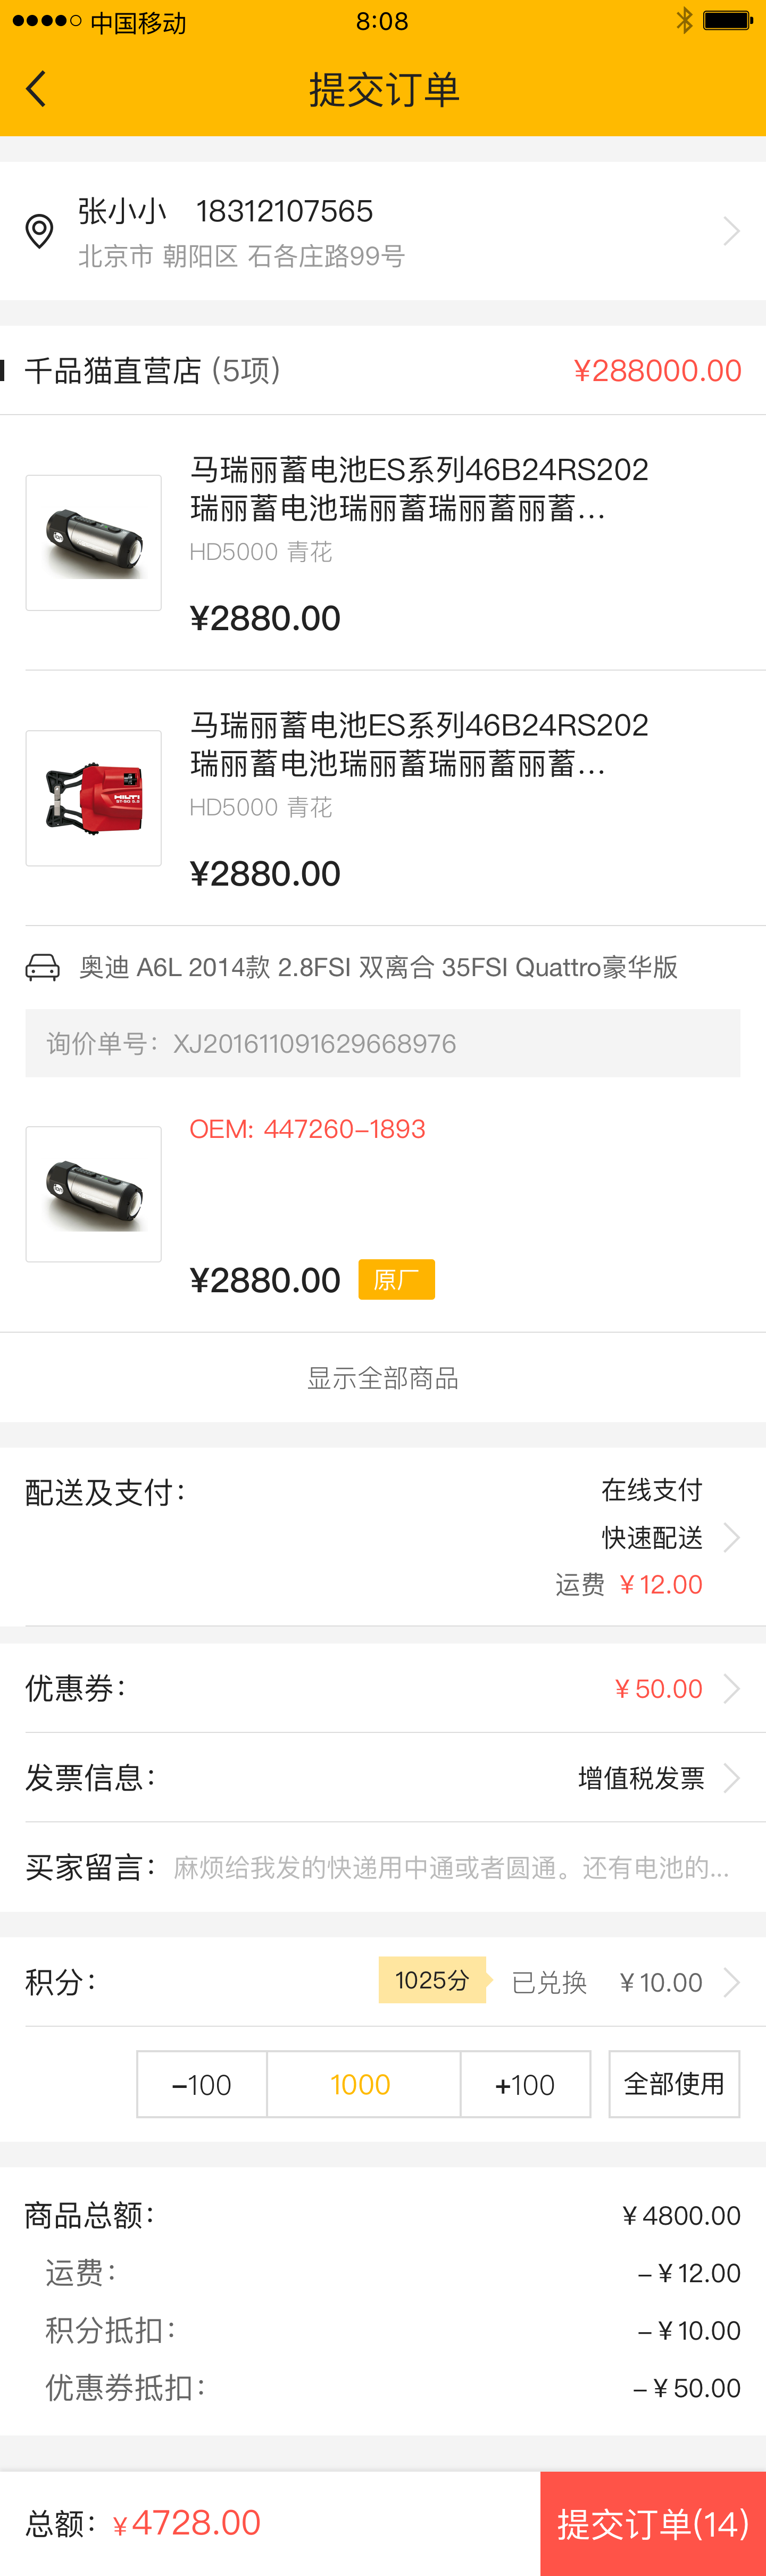 中国移动 8:08
提交订单
张小小 18312107565
北京市 朝阳区 石各庄路99号
千品猫直营店 (5项) ¥288000.00
马瑞丽蓄电池ES系列46B24RS202
瑞丽蓄电池瑞丽蓄瑞丽蓄丽蓄...
HD5000 青花
¥2880.00
马瑞丽蓄电池ES系列46B24RS202
瑞丽蓄电池瑞丽蓄瑞丽蓄丽蓄...
HILTI
HD5000 青花
¥2880.00
奥迪 A6L 2014款 2.8FSI 双离合 35FSI Quattro豪华版
询价单号：XJ201611091629668976
OEM: 447260-1893
¥2880.00 原厂
显示全部商品
配送及支付： 在线支付
快速配送
运费 ¥12.00
优惠券： ¥50.00
发票信息： 增值税发票
买家留言： 麻烦给我发的快递用中通或者圆通。还有电池的...
积分： 1025分 已兑换 ¥10.00
-100 1000 +100 全部使用
商品总额： ¥4800.00
运费： -¥12.00
积分抵扣： -¥10.00
优惠券抵扣： -¥50.00
总额：¥4728.00 提交订单(14)